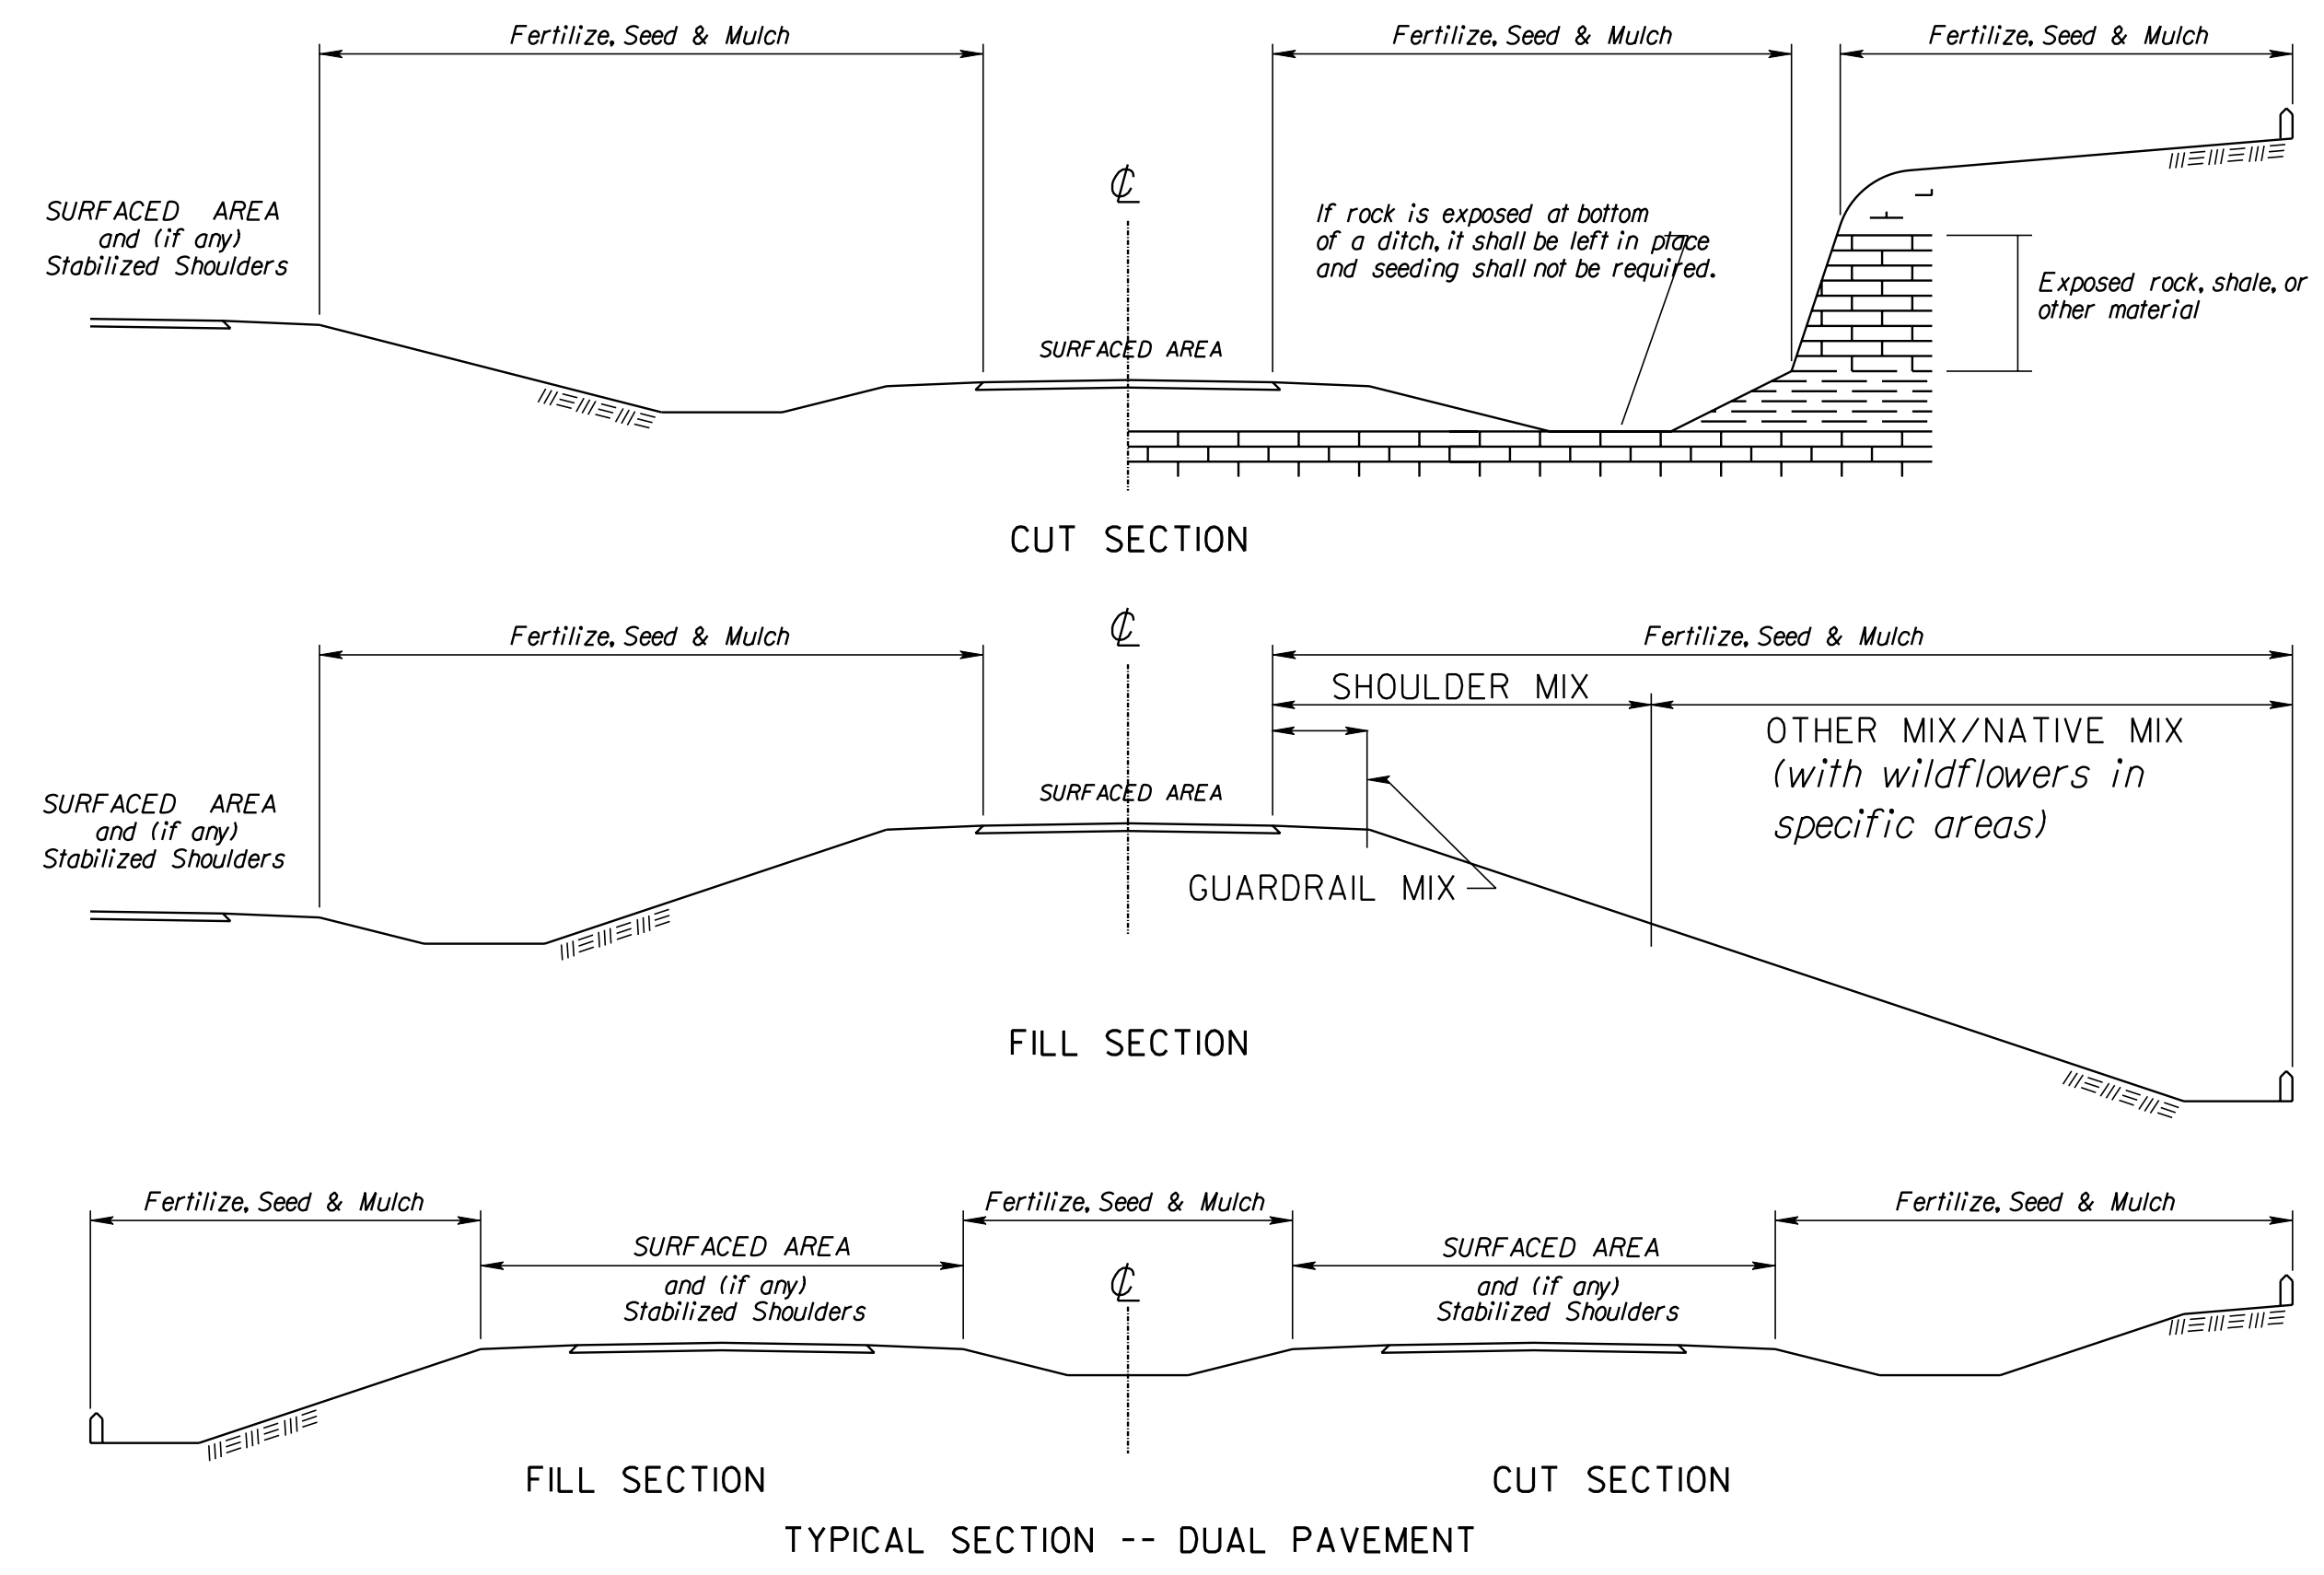 Fertilize, Seed & Mulch
Fertilize, Seed & Mulch
Fertilize, Seed & Mulch
SURFACED AREA
and (if any)
Stabilized Shoulders
℄
If rock is exposed at bottom
of a ditch, it shall be left in place
and seeding shall not be required.
Exposed rock, shale, or
other material
SURFACED AREA
CUT SECTION
Fertilize, Seed & Mulch
℄
Fertilize, Seed & Mulch
SHOULDER MIX
OTHER MIX/NATIVE MIX
(with wildflowers in
specific areas)
SURFACED AREA
and (if any)
Stabilized Shoulders
SURFACED AREA
GUARDRAIL MIX
FILL SECTION
Fertilize, Seed & Mulch
Fertilize, Seed & Mulch
Fertilize, Seed & Mulch
SURFACED AREA
and (if any)
Stabilized Shoulders
℄
SURFACED AREA
and (if any)
Stabilized Shoulders
FILL SECTION
CUT SECTION
TYPICAL SECTION -- DUAL PAVEMENT